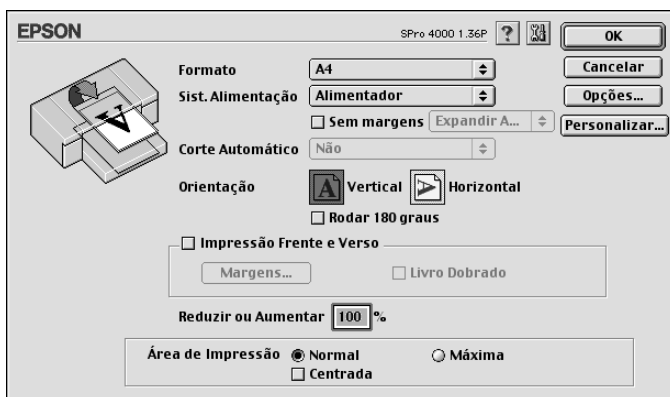 EPSON SPro 4000 1.36P ? OK
Formato A4 Cancelar
Sist. Alimentação Alimentador Opções...
Sem margens Expandir A... Personalizar...
Corte Automático Não
Orientação A Vertical A Horizontal
Rodar 180 graus
Impressão Frente e Verso
Margens... Livro Dobrado
Reduzir ou Aumentar 100 %
Área de Impressão Normal Máxima
Centrada